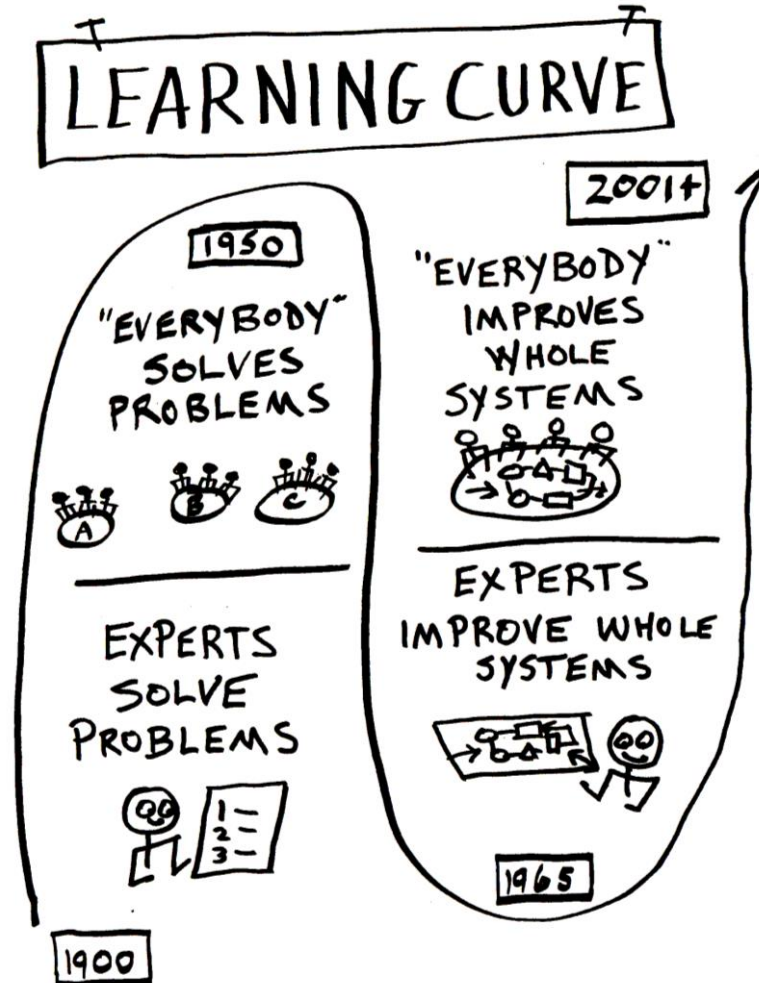 LEARNING CURVE
1950
"EVERYBODY"
SOLVES
PROBLEMS
A
B
C
EXPERTS
SOLVE
PROBLEMS
1 –
2 –
3 –
1900
2001+
"EVERYBODY"
IMPROVES
WHOLE
SYSTEMS
EXPERTS
IMPROVE WHOLE
SYSTEMS
1965